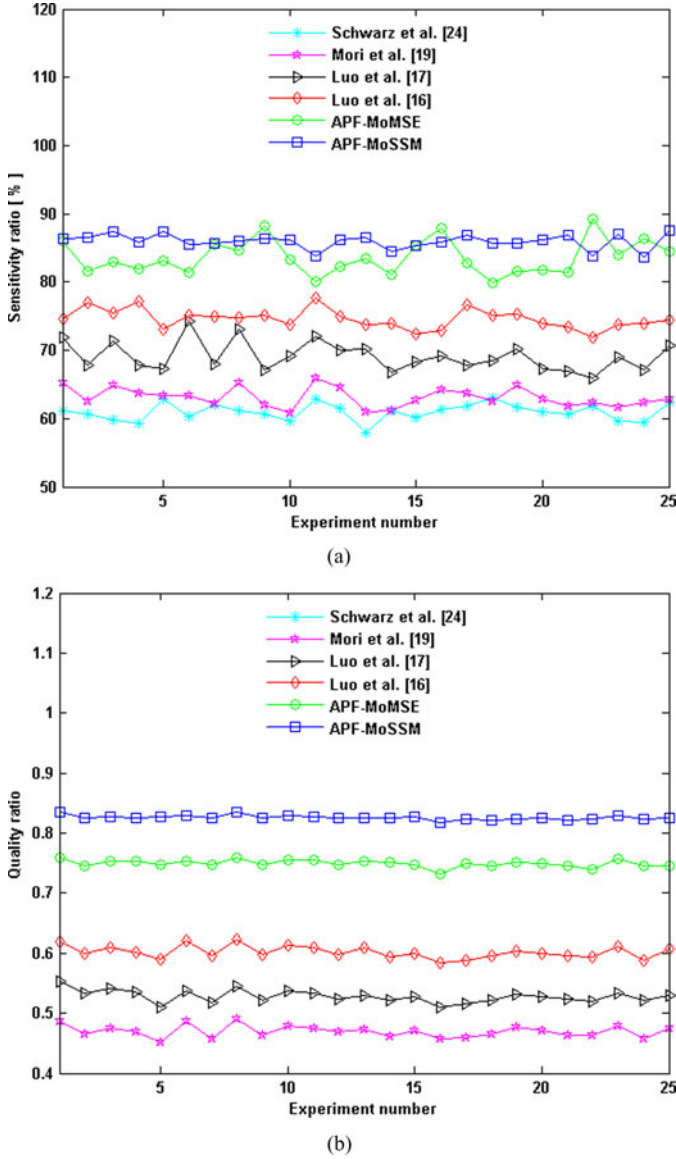 120
110
100
90
80
70
60
50
Sensitivity ratio [ % ]
Schwarz et al. [24]
Mori et al. [19]
Luo et al. [17]
Luo et al. [16]
APF-MoMSE
APF-MoSSM
5 10 15 20 25
Experiment number
(a)
1.2
1.1
1
0.9
0.8
0.7
0.6
0.5
0.4
Quality ratio
Schwarz et al. [24]
Mori et al. [19]
Luo et al. [17]
Luo et al. [16]
APF-MoMSE
APF-MoSSM
5 10 15 20 25
Experiment number
(b)